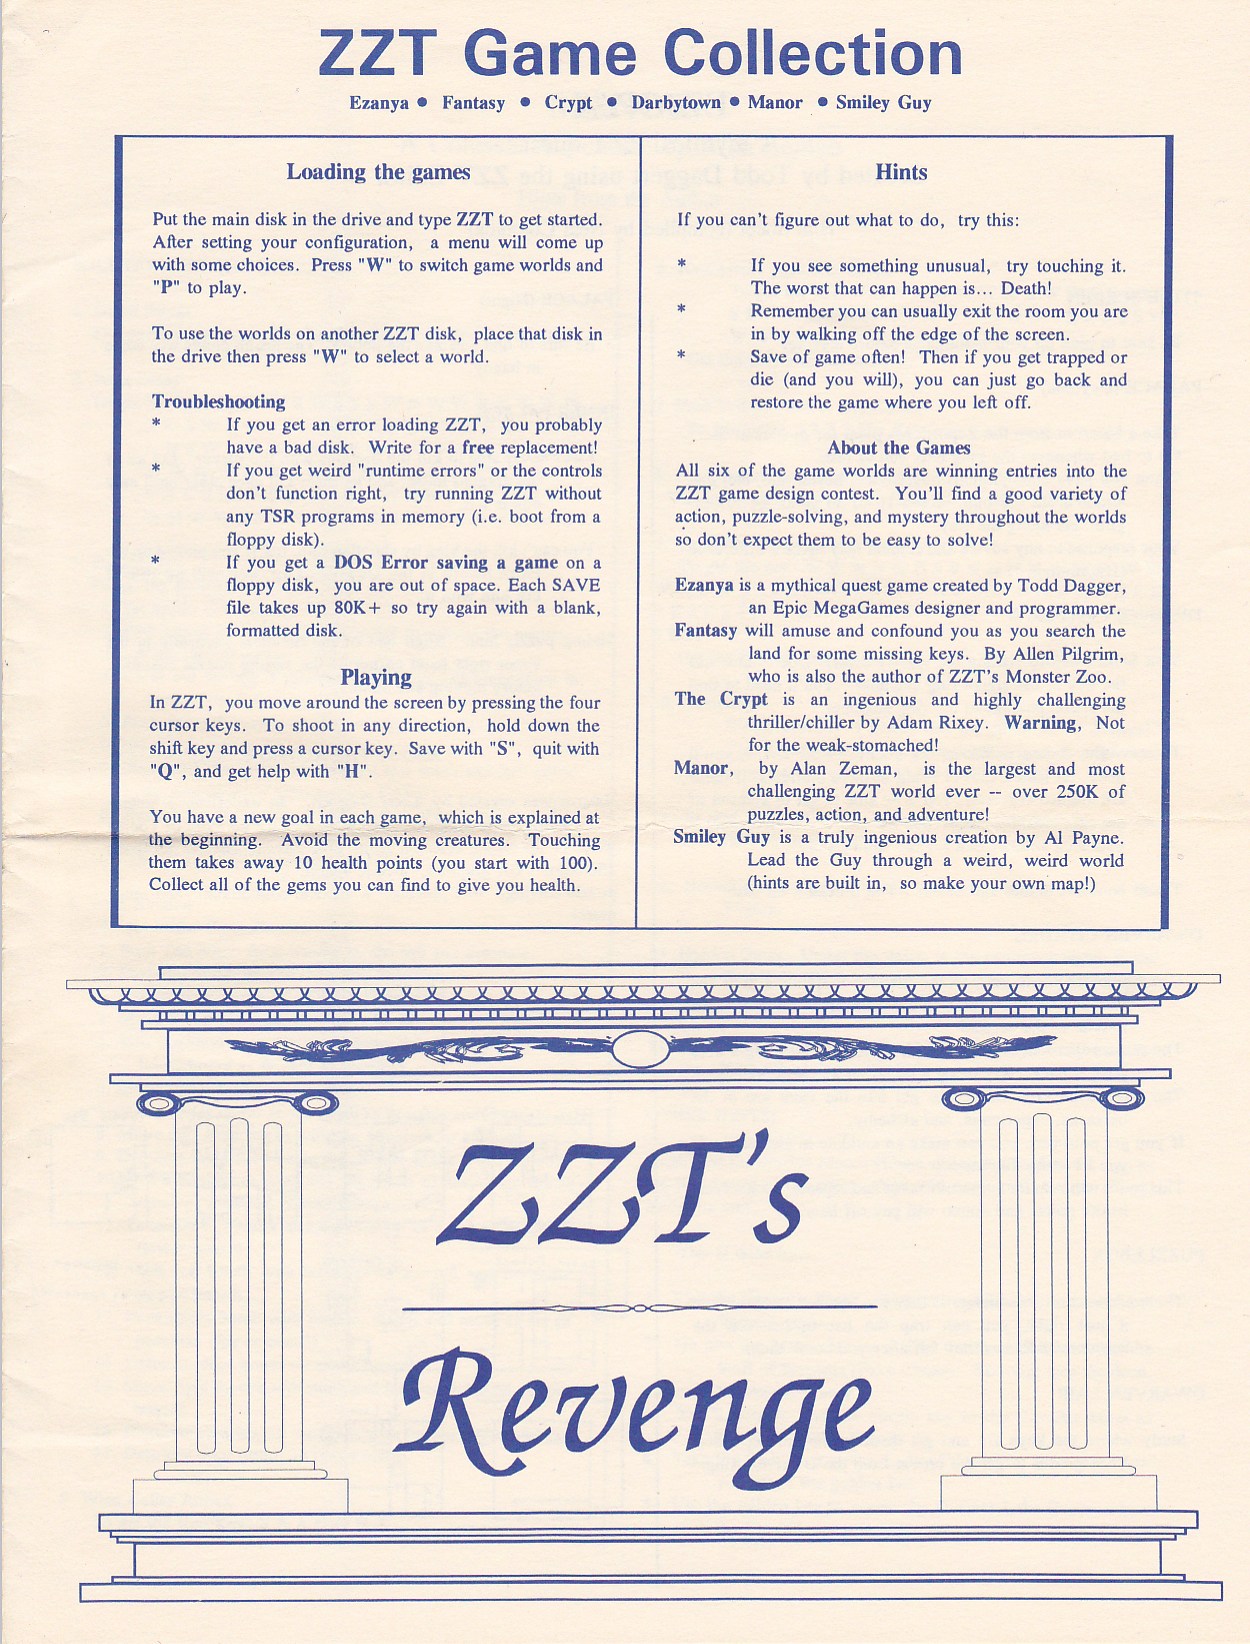 ZZT Game Collection
Ezanya ● Fantasy ● Crypt ● Darbytown ● Manor ● Smiley Guy
Loading the games
Put the main disk in the drive and type ZZT to get started.
After setting your configuration, a menu will come up
with some choices. Press "W" to switch game worlds and
"P" to play.
To use the worlds on another ZZT disk, place that disk in
the drive then press "W" to select a world.
Troubleshooting
* If you get an error loading ZZT, you probably
have a bad disk. Write for a free replacement!
* If you get weird "runtime errors" or the controls
don't function right, try running ZZT without
any TSR programs in memory (i.e. boot from a
floppy disk).
* If you get a DOS Error saving a game on a
floppy disk, you are out of space. Each SAVE
file takes up 80K+ so try again with a blank,
formatted disk.
Playing
In ZZT, you move around the screen by pressing the four
cursor keys. To shoot in any direction, hold down the
shift key and press a cursor key. Save with "S", quit with
"Q", and get help with "H".
You have a new goal in each game, which is explained at
the beginning. Avoid the moving creatures. Touching
them takes away 10 health points (you start with 100).
Collect all of the gems you can find to give you health.
Hints
If you can't figure out what to do, try this:
* If you see something unusual, try touching it.
The worst that can happen is... Death!
* Remember you can usually exit the room you are
in by walking off the edge of the screen.
* Save of game often! Then if you get trapped or
die (and you will), you can just go back and
restore the game where you left off.
About the Games
All six of the game worlds are winning entries into the
ZZT game design contest. You'll find a good variety of
action, puzzle-solving, and mystery throughout the worlds
so don't expect them to be easy to solve!
Ezanya is a mythical quest game created by Todd Dagger,
an Epic MegaGames designer and programmer.
Fantasy will amuse and confound you as you search the
land for some missing keys. By Allen Pilgrim,
who is also the author of ZZT's Monster Zoo.
The Crypt is an ingenious and highly challenging
thriller/chiller by Adam Rixey. Warning, Not
for the weak-stomached!
Manor, by Alan Zeman, is the largest and most
challenging ZZT world ever -- over 250K of
puzzles, action, and adventure!
Smiley Guy is a truly ingenious creation by Al Payne.
Lead the Guy through a weird, weird world
(hints are built in, so make your own map!)
ZZT's
Revenge